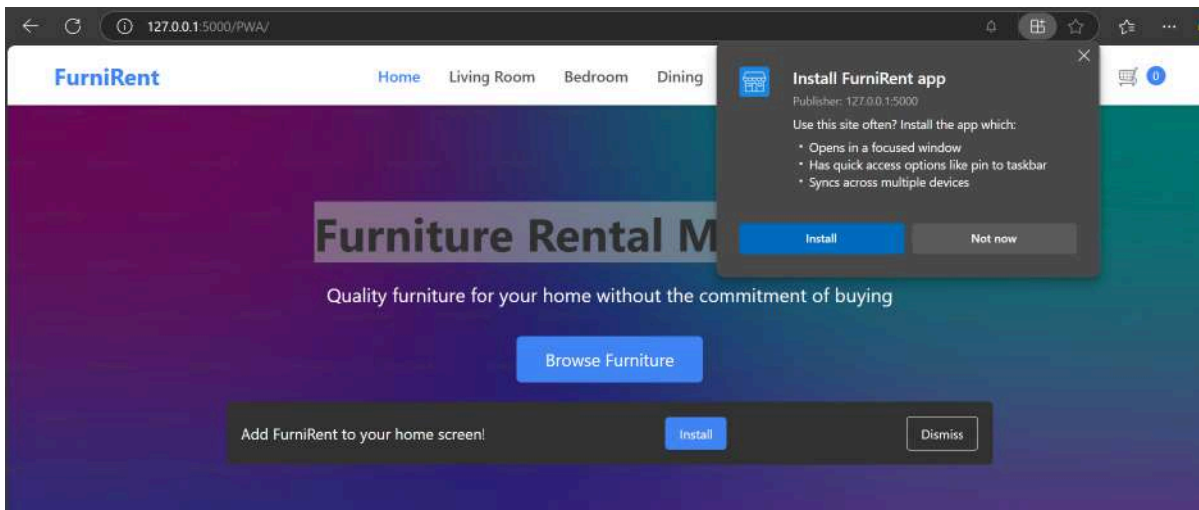 127.0.0.1:5000/PWA/
FurniRent
Home Living Room Bedroom Dining
0
Install FurniRent app
Publisher: 127.0.0.1:5000
Use this site often? Install the app which:
• Opens in a focused window
• Has quick access options like pin to taskbar
• Syncs across multiple devices
Install Not now
Furniture Rental M
Quality furniture for your home without the commitment of buying
Browse Furniture
Add FurniRent to your home screen! Install Dismiss